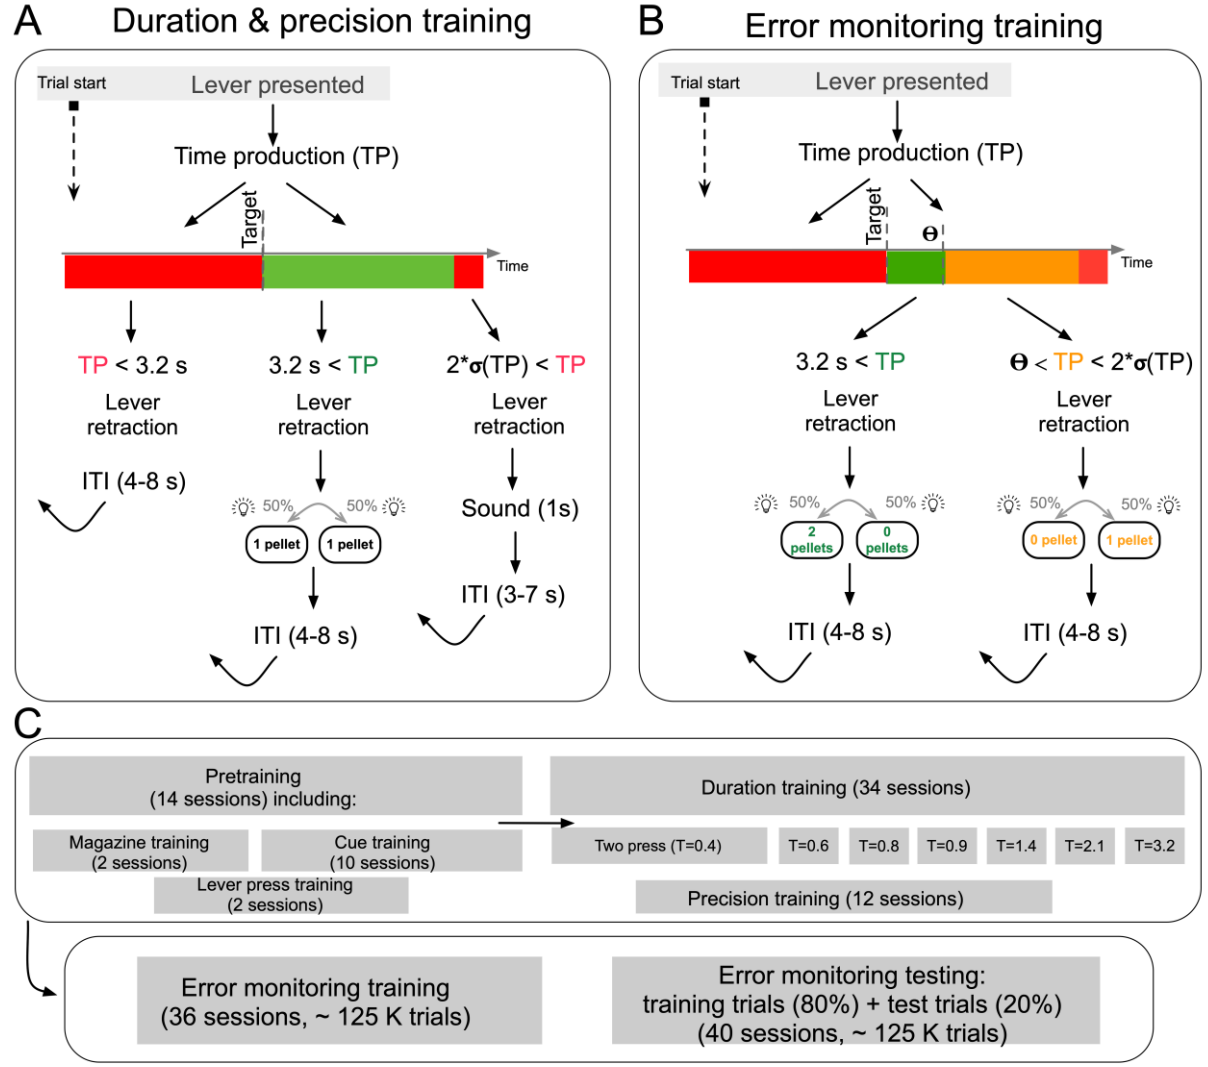 A
Duration & precision training
Trial start
Lever presented
Time production (TP)
Target
Time
TP < 3.2 s
Lever
retraction
ITI (4-8 s)
3.2 s < TP
Lever
retraction
50%
50%
1 pellet
1 pellet
ITI (4-8 s)
2*σ(TP) < TP
Lever
retraction
Sound (1s)
ITI (3-7 s)
B
Error monitoring training
Trial start
Lever presented
Time production (TP)
Target
Θ
Time
3.2 s < TP
Lever
retraction
50%
50%
2
pellets
0
pellets
ITI (4-8 s)
Θ < TP < 2*σ(TP)
Lever
retraction
50%
50%
0 pellet
1 pellet
ITI (4-8 s)
C
Pretraining
(14 sessions) including:
Magazine training
(2 sessions)
Cue training
(10 sessions)
Lever press training
(2 sessions)
Duration training (34 sessions)
Two press (T=0.4)
T=0.6
T=0.8
T=0.9
T=1.4
T=2.1
T=3.2
Precision training (12 sessions)
Error monitoring training
(36 sessions, ~ 125 K trials)
Error monitoring testing:
training trials (80%) + test trials (20%)
(40 sessions, ~ 125 K trials)